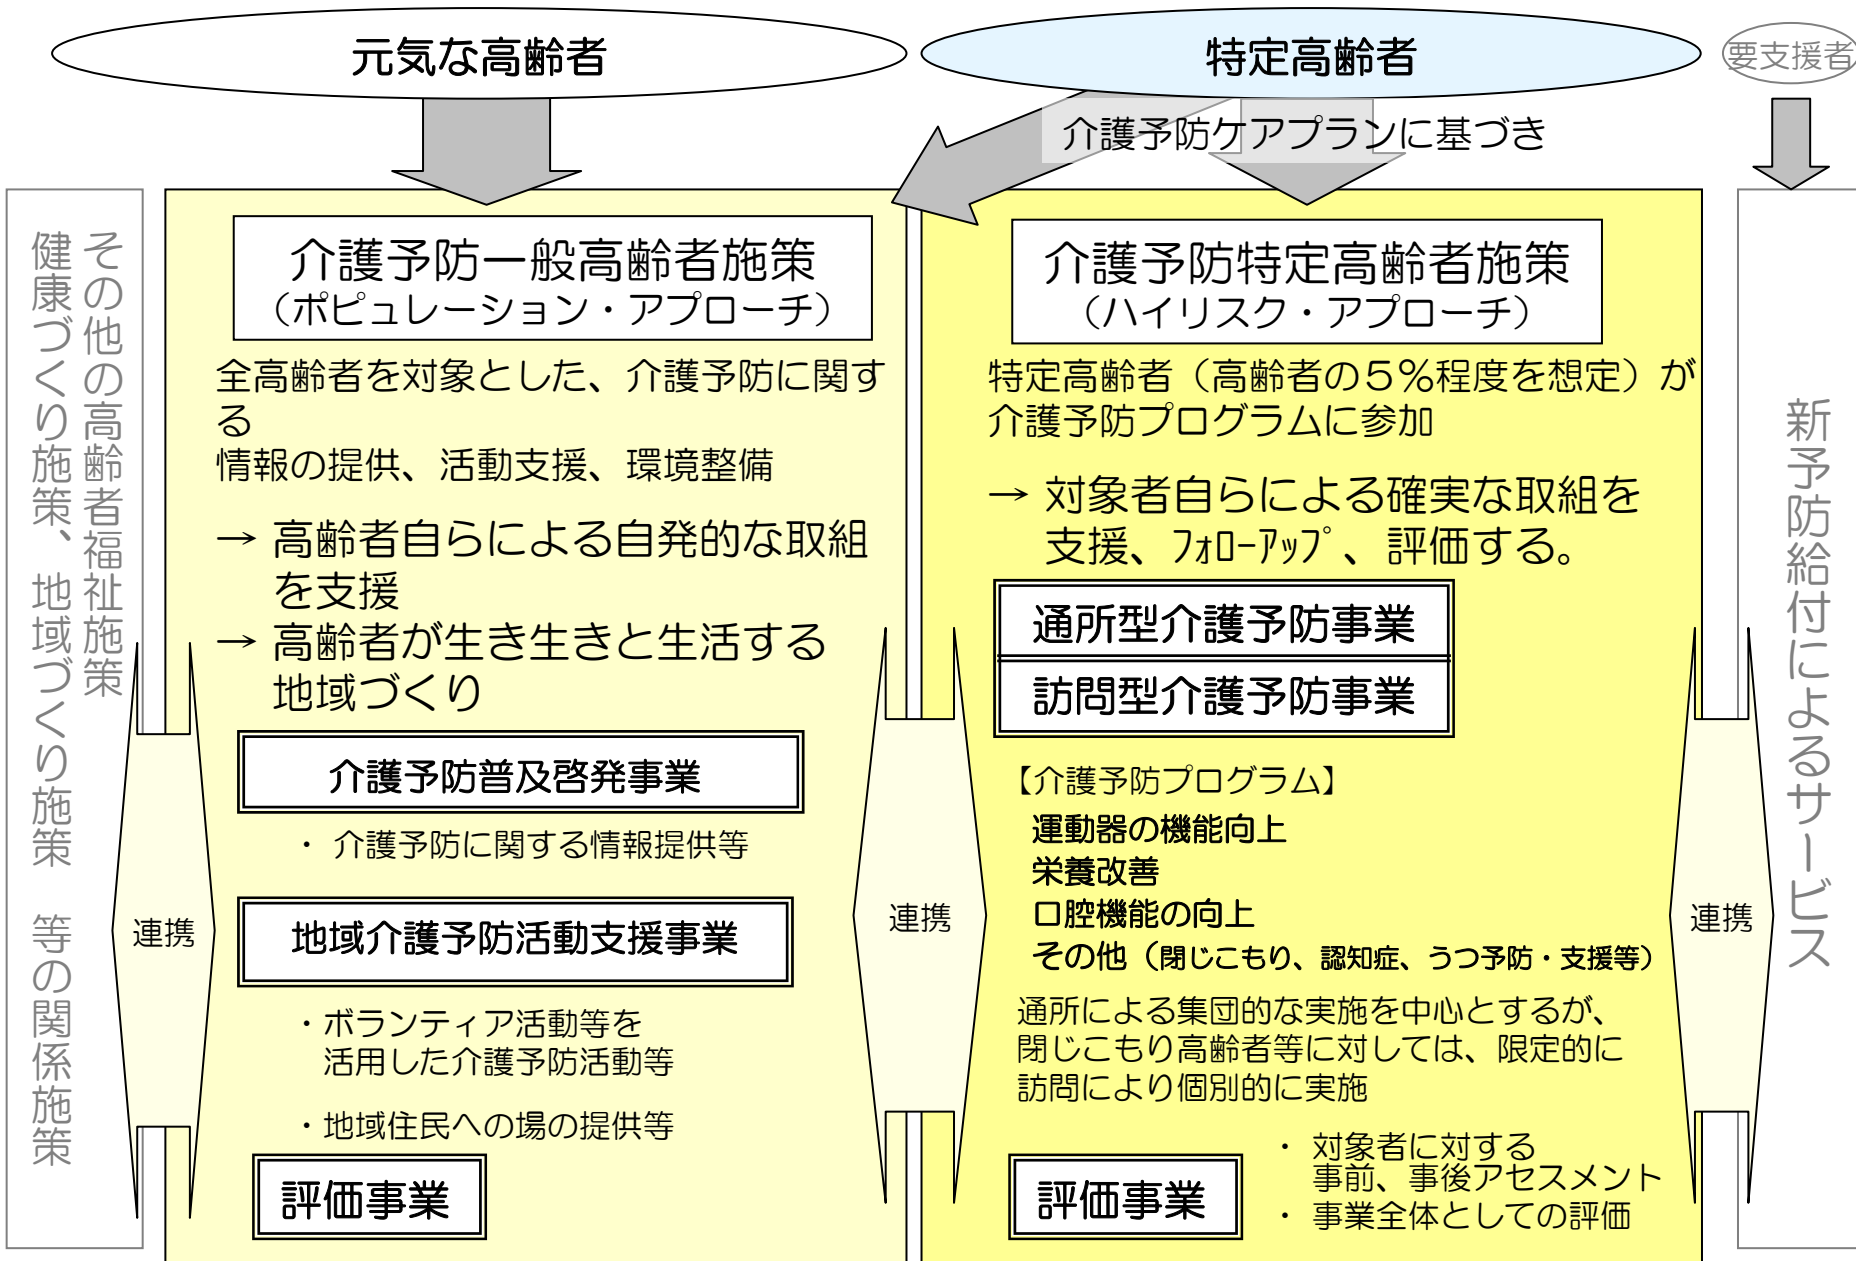 元気な高齢者
特定高齢者
要支援者
介護予防ケアプランに基づき
その他の高齢者福祉施策
健康づくり施策、地域づくり施策 等の関係施策
連携
介護予防一般高齢者施策
（ポピュレーション・アプローチ）
全高齢者を対象とした、介護予防に関す
る
情報の提供、活動支援、環境整備
→ 高齢者自らによる自発的な取組
を支援
→ 高齢者が生き生きと生活する
地域づくり
介護予防普及啓発事業
・ 介護予防に関する情報提供等
地域介護予防活動支援事業
・ボランティア活動等を
活用した介護予防活動等
・地域住民への場の提供等
評価事業
連携
介護予防特定高齢者施策
（ハイリスク・アプローチ）
特定高齢者（高齢者の５％程度を想定）が
介護予防プログラムに参加
→ 対象者自らによる確実な取組を
支援、ﾌｫﾛｰｱｯﾌﾟ、評価する。
通所型介護予防事業
訪問型介護予防事業
【介護予防プログラム】
運動器の機能向上
栄養改善
口腔機能の向上
その他（閉じこもり、認知症、うつ予防・支援等）
通所による集団的な実施を中心とするが、
閉じこもり高齢者等に対しては、限定的に
訪問により個別的に実施
評価事業
・ 対象者に対する
事前、事後アセスメント
・ 事業全体としての評価
連携
新予防給付によるサービス